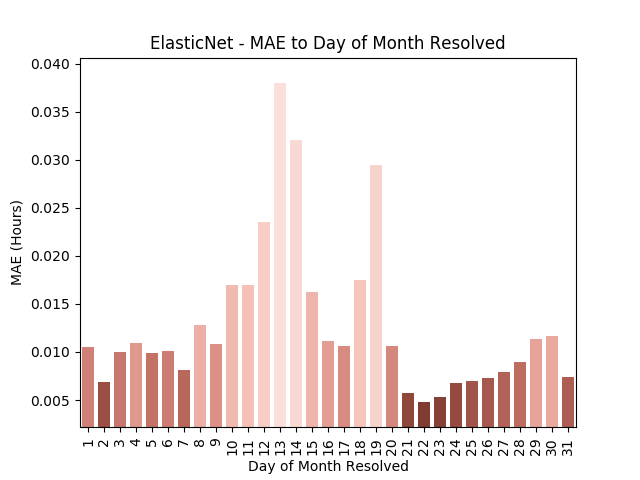 ElasticNet - MAE to Day of Month Resolved
0.040
0.035
0.030
0.025
0.020
0.015
0.010
0.005
MAE (Hours)
1 2 3 4 5 6 7 8 9 10 11 12 13 14 15 16 17 18 19 20 21 22 23 24 25 26 27 28 29 30 31
Day of Month Resolved